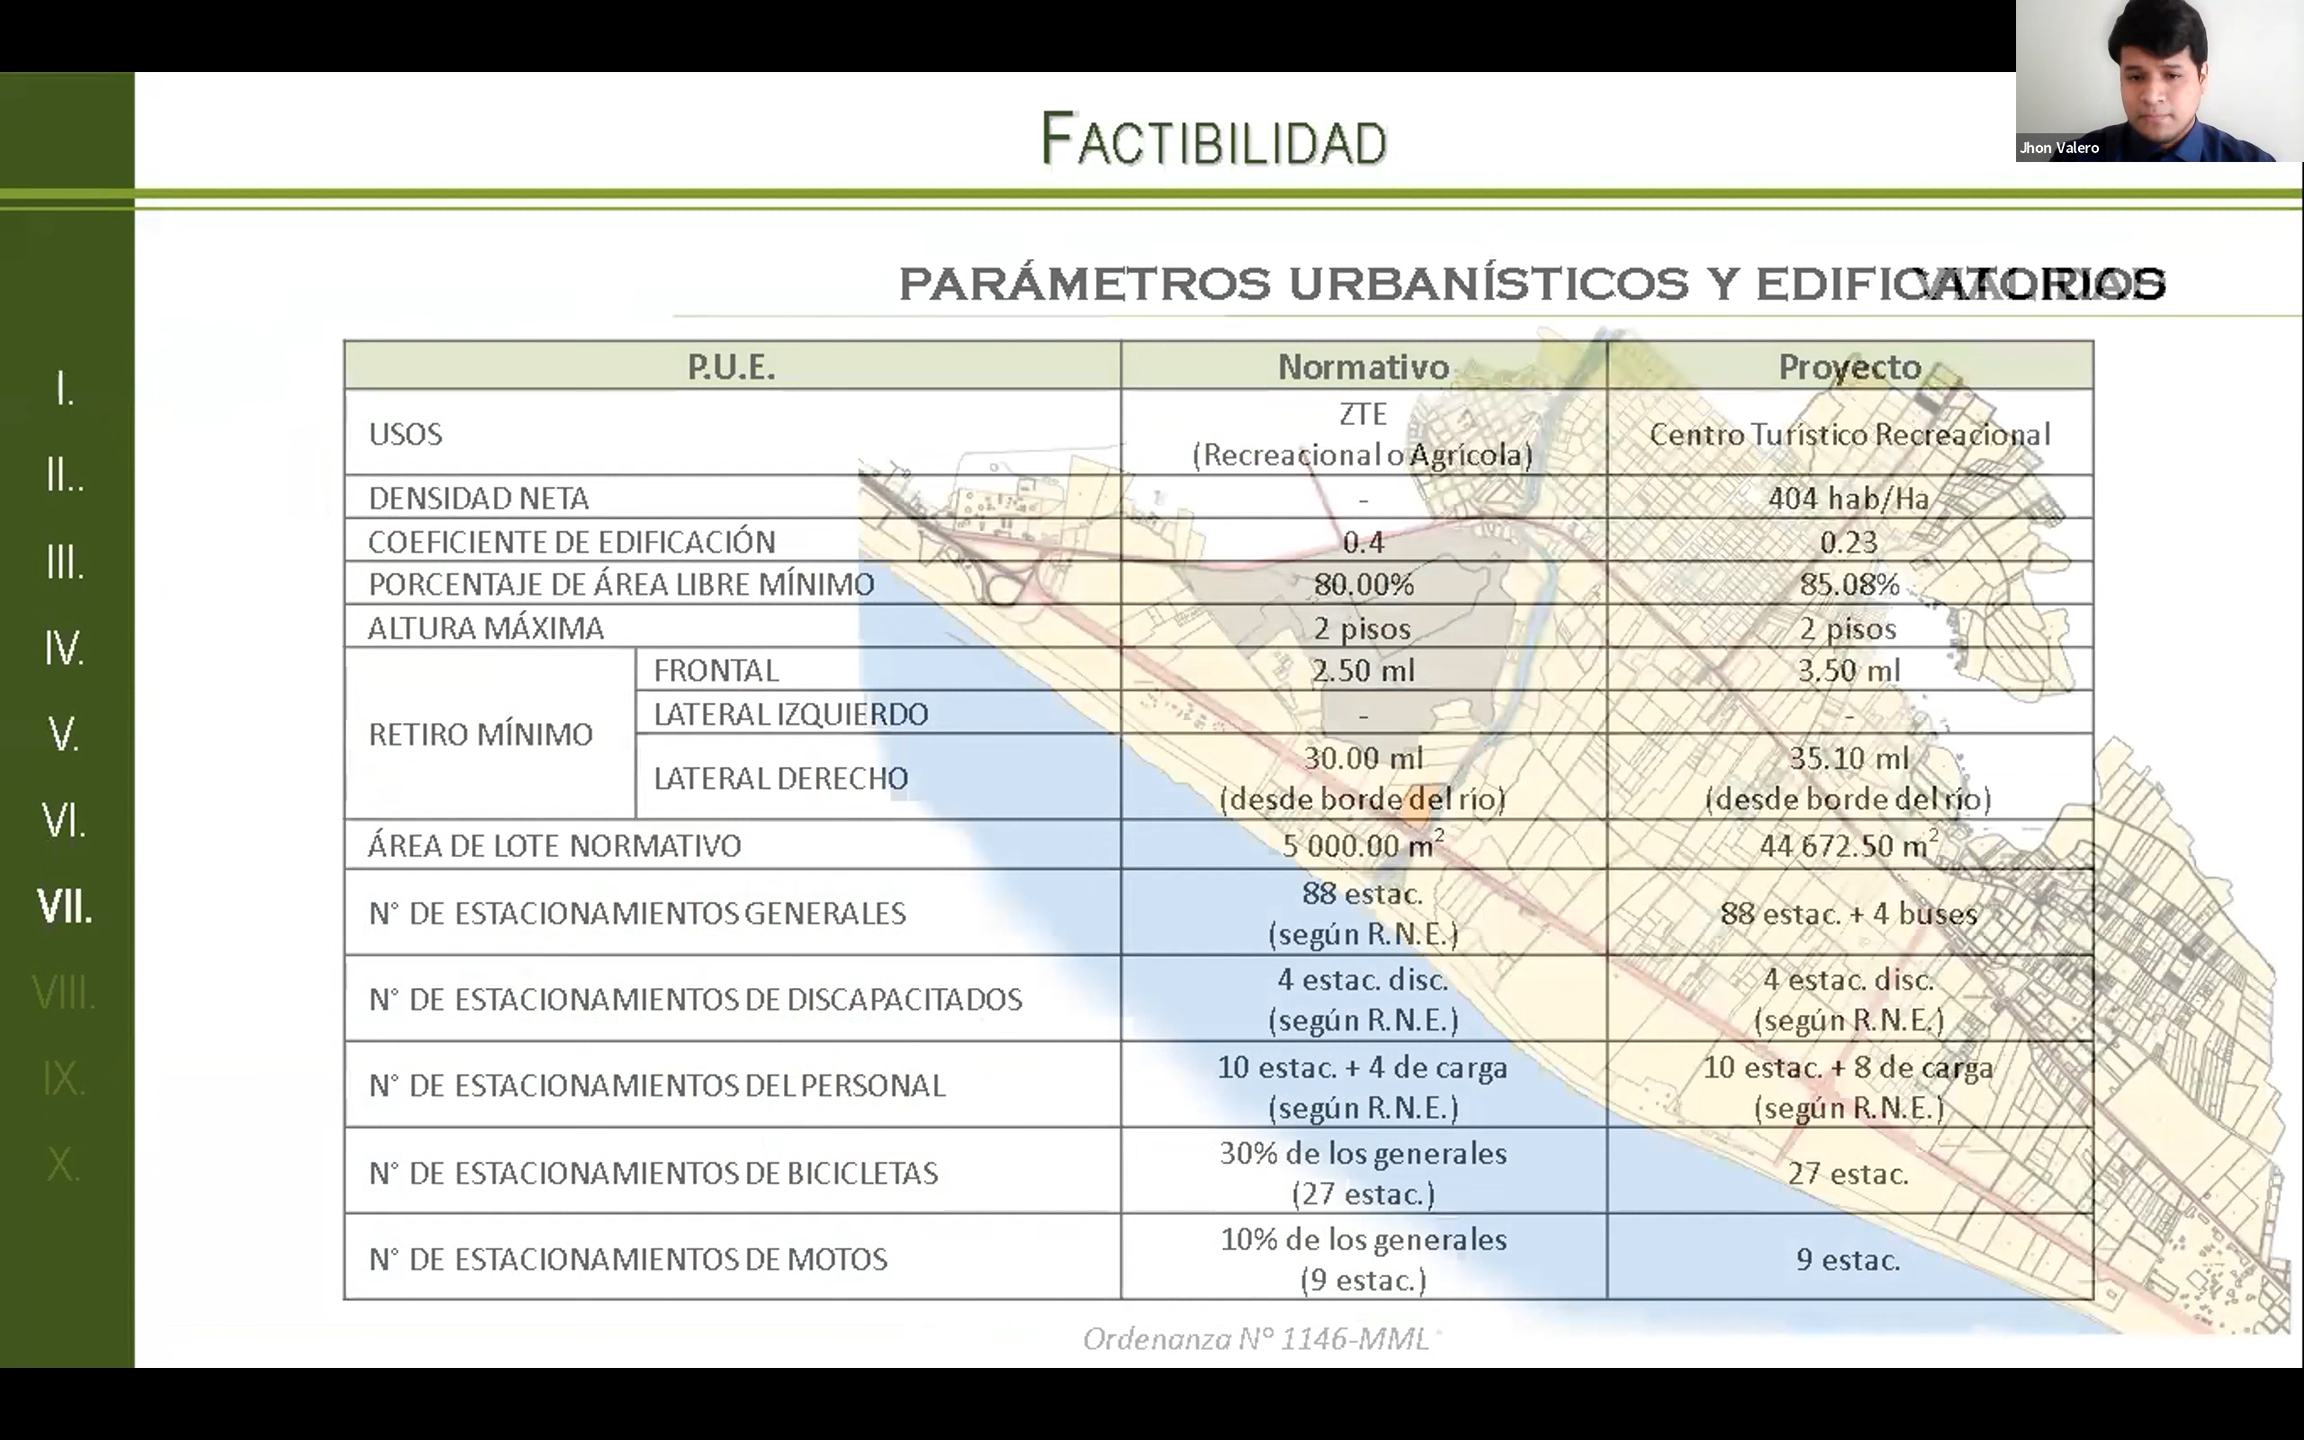 Jhon Valero
FACTIBILIDAD
PARÁMETROS URBANÍSTICOS Y EDIFICATORIOS
I.
II..
III.
IV.
V.
VI.
VII.
VIII.
IX.
X.
P.U.E. Normativo Proyecto
USOS ZTE (Recreacional o Agrícola) Centro Turístico Recreacional
DENSIDAD NETA - 404 hab/Ha
COEFICIENTE DE EDIFICACIÓN 0.4 0.23
PORCENTAJE DE ÁREA LIBRE MÍNIMO 80.00% 85.08%
ALTURA MÁXIMA 2 pisos 2 pisos
RETIRO MÍNIMO
FRONTAL 2.50 ml 3.50 ml
LATERAL IZQUIERDO - -
LATERAL DERECHO 30.00 ml (desde borde del río) 35.10 ml (desde borde del río)
ÁREA DE LOTE NORMATIVO 5 000.00 m² 44 672.50 m²
N° DE ESTACIONAMIENTOS GENERALES 88 estac. (según R.N.E.) 88 estac. + 4 buses
N° DE ESTACIONAMIENTOS DE DISCAPACITADOS 4 estac. disc. (según R.N.E.) 4 estac. disc. (según R.N.E.)
N° DE ESTACIONAMIENTOS DEL PERSONAL 10 estac. + 4 de carga (según R.N.E.) 10 estac. + 8 de carga (según R.N.E.)
N° DE ESTACIONAMIENTOS DE BICICLETAS 30% de los generales (27 estac.) 27 estac.
N° DE ESTACIONAMIENTOS DE MOTOS 10% de los generales (9 estac.) 9 estac.
Ordenanza N° 1146-MML